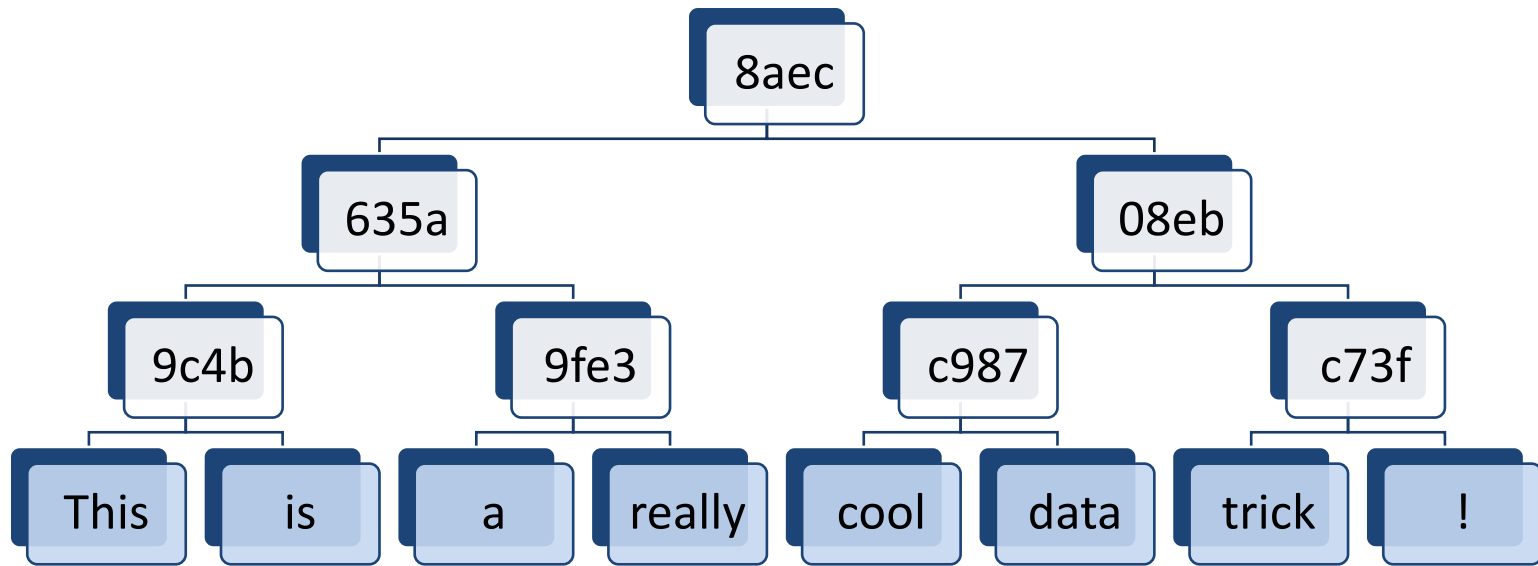 8aec
635a 08eb
9c4b 9fe3 c987 c73f
This is a really cool data trick !